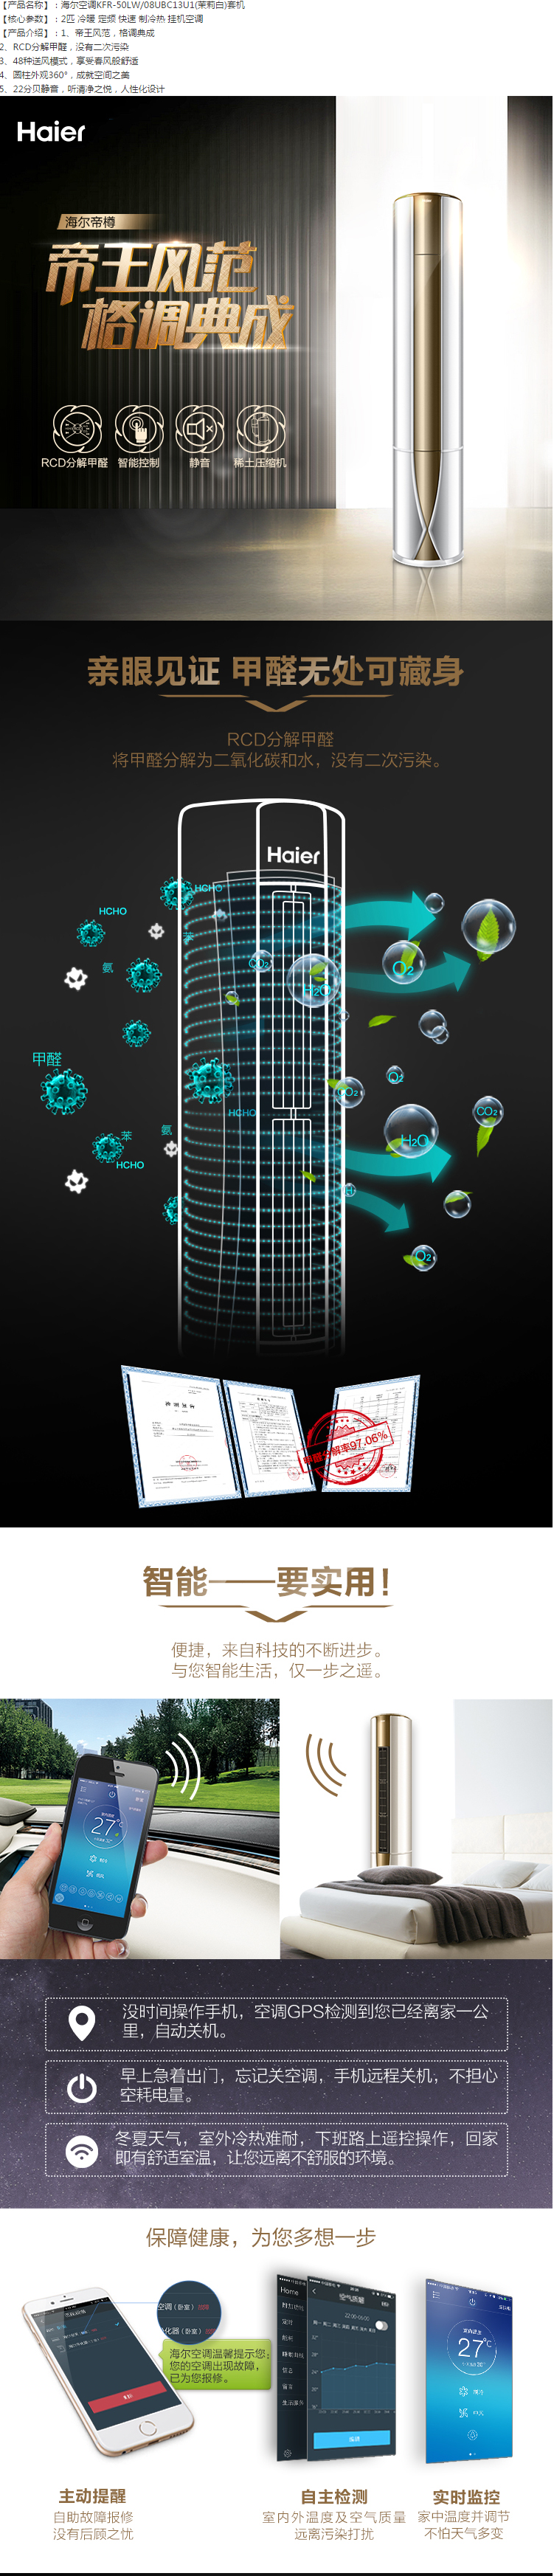 【产品名称】：海尔空调KFR-50LW/08UBC13U1(茉莉白)套机
【核心参数】：2匹 冷暖 定频 快速 制冷热 挂机空调
【产品介绍】：1、帝王风范，格调典成
2、RCD分解甲醛，没有二次污染
3、48种送风模式，享受春风般舒适
4、圆柱外观360°，成就空间之美
5、22分贝静音，听清净之悦，人性化设计
Haier
海尔帝樽
帝王风范
格调典成
RCD分解甲醛 智能控制 静音 稀土压缩机
亲眼见证 甲醛无处可藏身
RCD分解甲醛
将甲醛分解为二氧化碳和水，没有二次污染。
Haier
HCHO
HCHO
苯
氨
CO₂
H₂O
O₂
甲醛
HCHO
CO₂
O₂
CO₂
苯
氨
HCHO
H₂O
O₂
甲醛分解率97.06%
智能——要实用！
便捷，来自科技的不断进步。
与您智能生活，仅一步之遥。
27℃
没时间操作手机，空调GPS检测到您已经离家一公
里，自动关机。
早上急着出门，忘记关空调，手机远程关机，不担心
空耗电量。
冬夏天气，室外冷热难耐，下班路上遥控操作，回家
即有舒适室温，让您远离不舒服的环境。
保障健康，为您多想一步
空调（卧室）故障
化器（卧室）故障
海尔空调温馨提示您：
您的空调出现故障，
已为您报修。
Home
27℃
主动提醒
自助故障报修
没有后顾之忧
自主检测
室内外温度及空气质量
远离污染打扰
实时监控
家中温度并调节
不怕天气多变